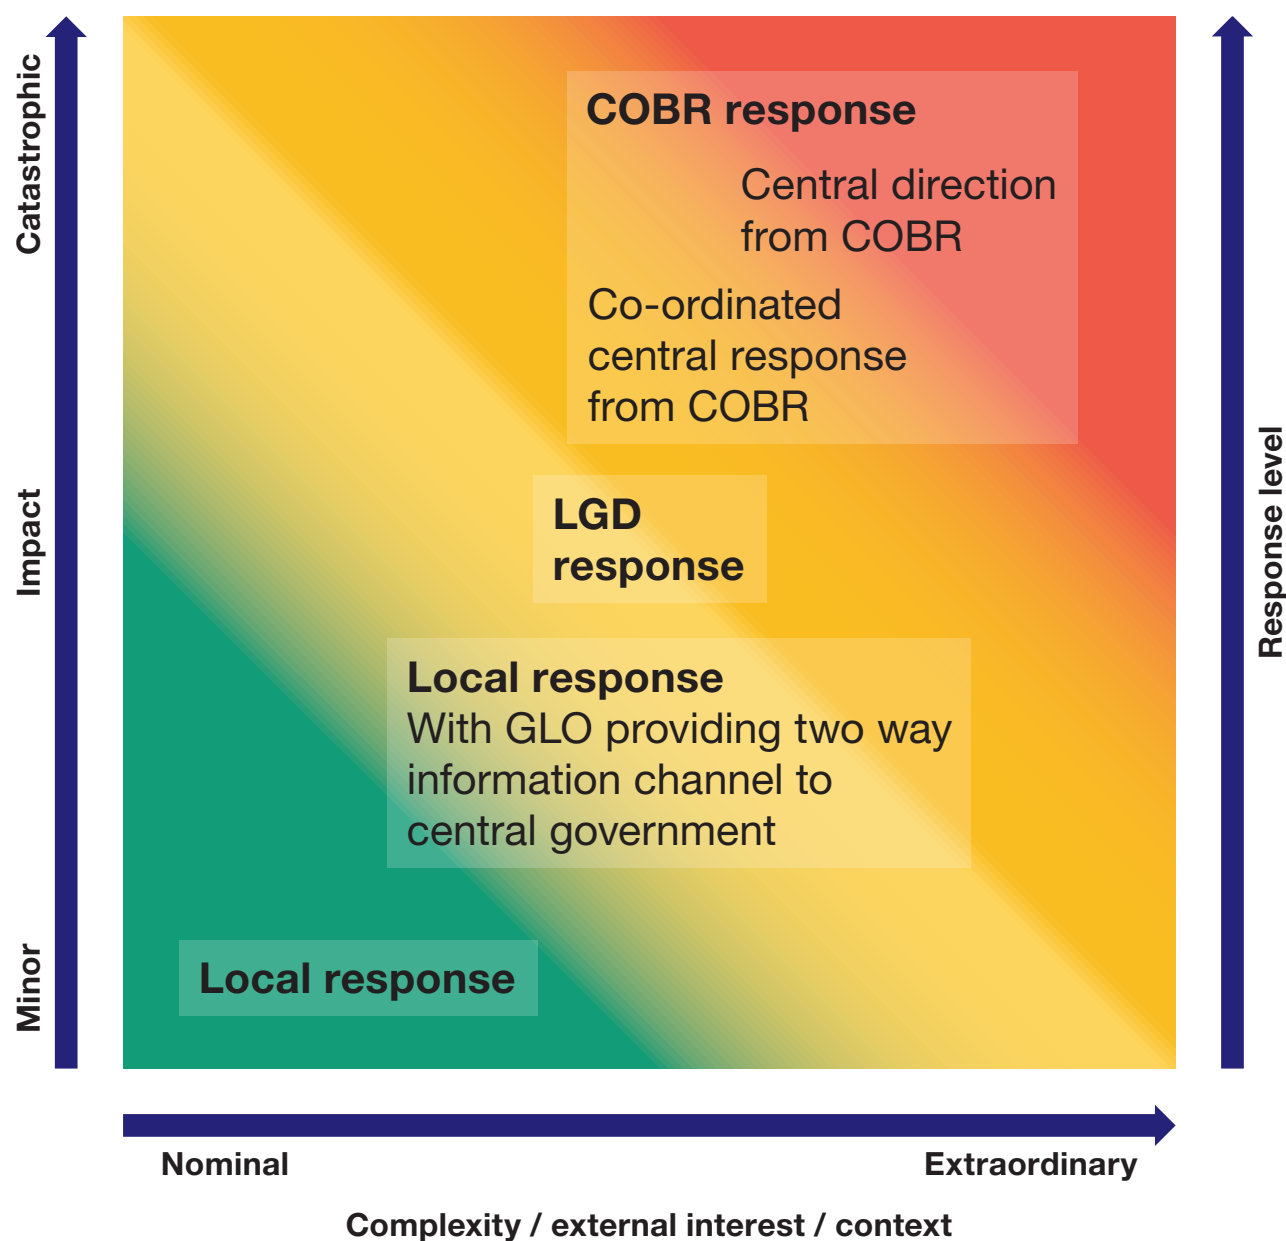 Catastrophic
Impact
Minor
COBR response
Central direction
from COBR
Co-ordinated
central response
from COBR
LGD
response
Local response
With GLO providing two way
information channel to
central government
Local response
Response level
Nominal
Extraordinary
Complexity / external interest / context